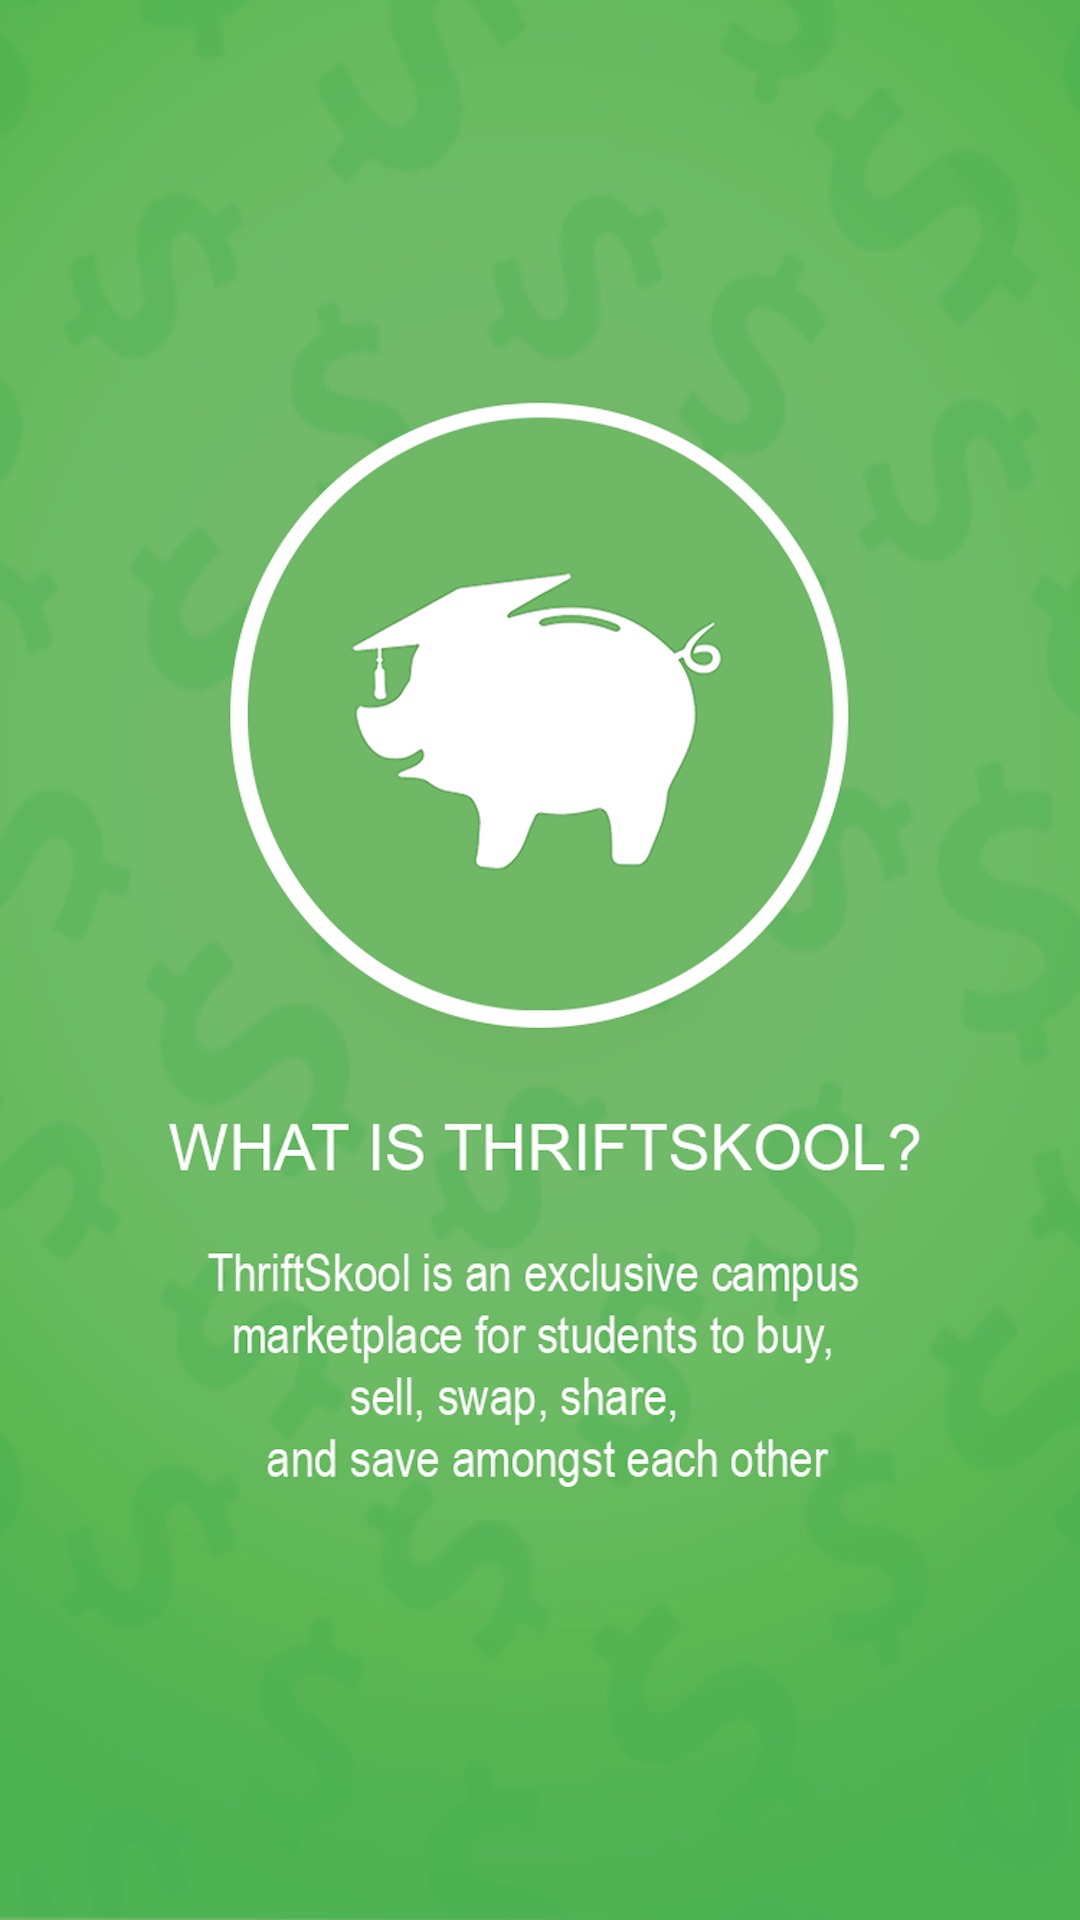 WHAT IS THRIFTSKOOL?
ThriftSkool is an exclusive campus
marketplace for students to buy,
sell, swap, share,
and save amongst each other